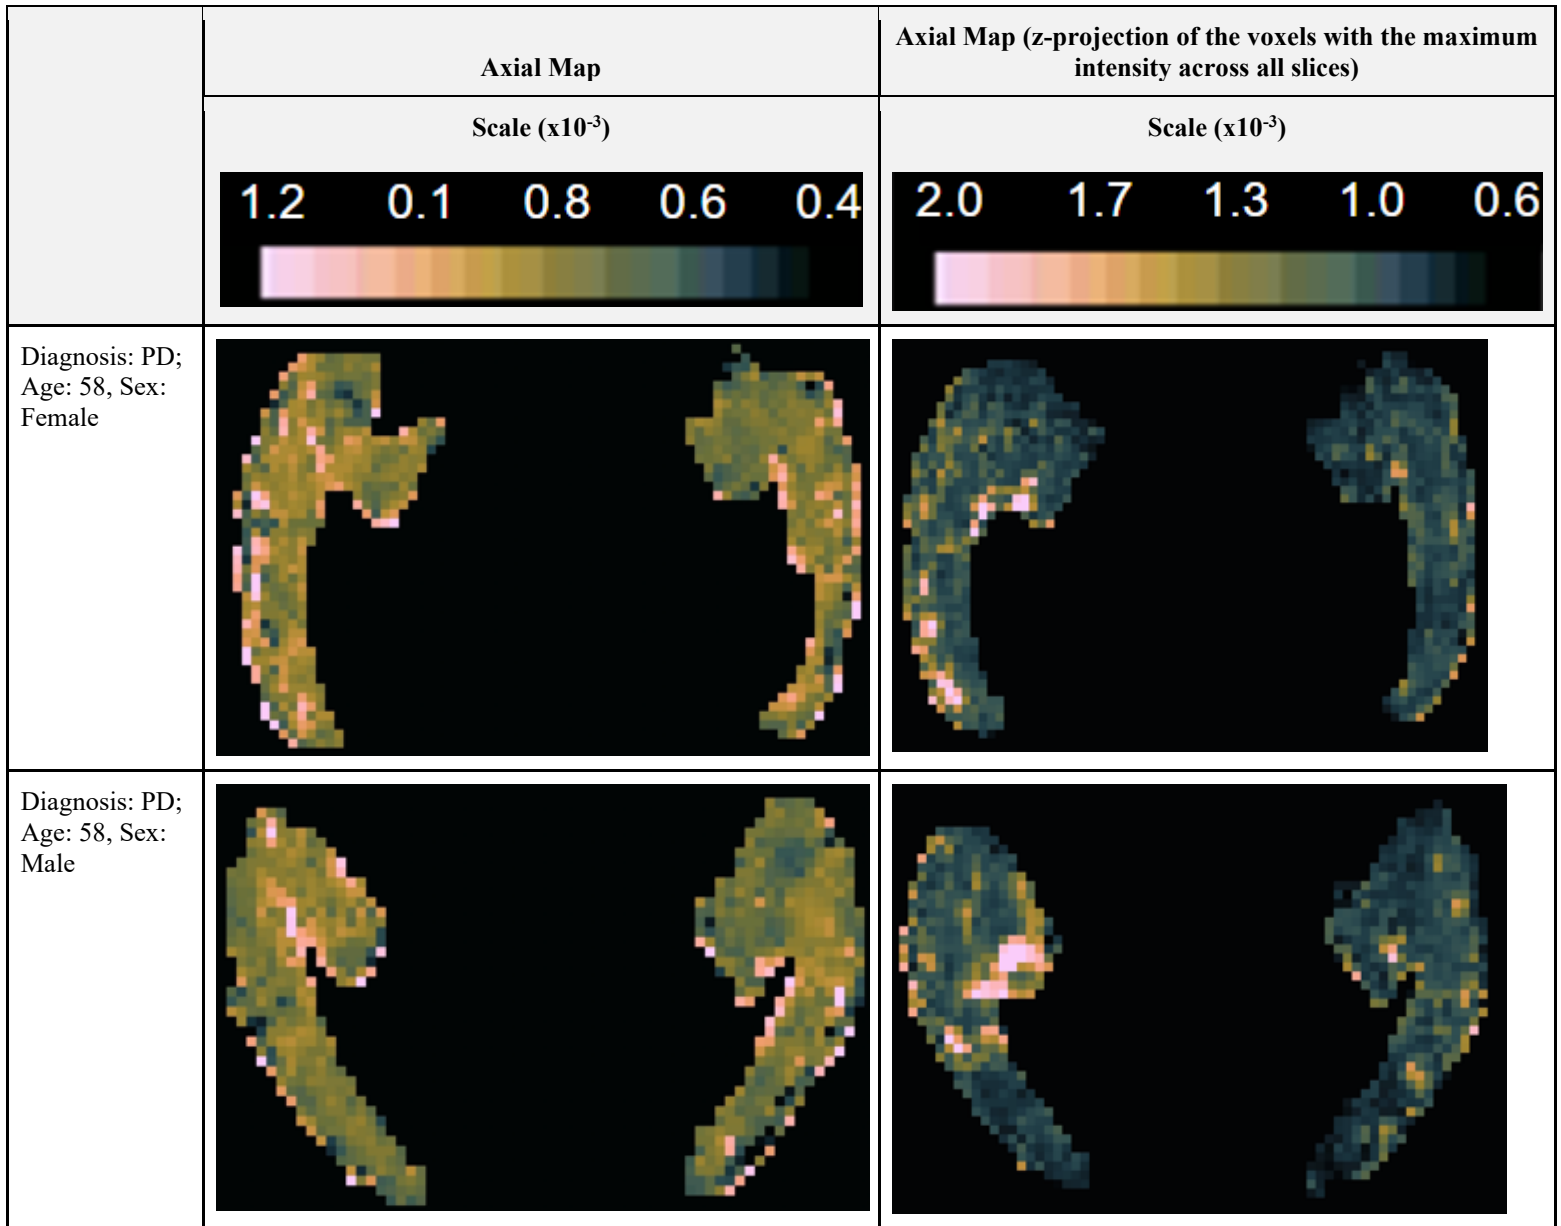 Axial Map
Axial Map (z-projection of the voxels with the maximum
intensity across all slices)
Scale (x10⁻³)
Scale (x10⁻³)
1.2 0.1 0.8 0.6 0.4
2.0 1.7 1.3 1.0 0.6
Diagnosis: PD;
Age: 58, Sex:
Female
Diagnosis: PD;
Age: 58, Sex:
Male